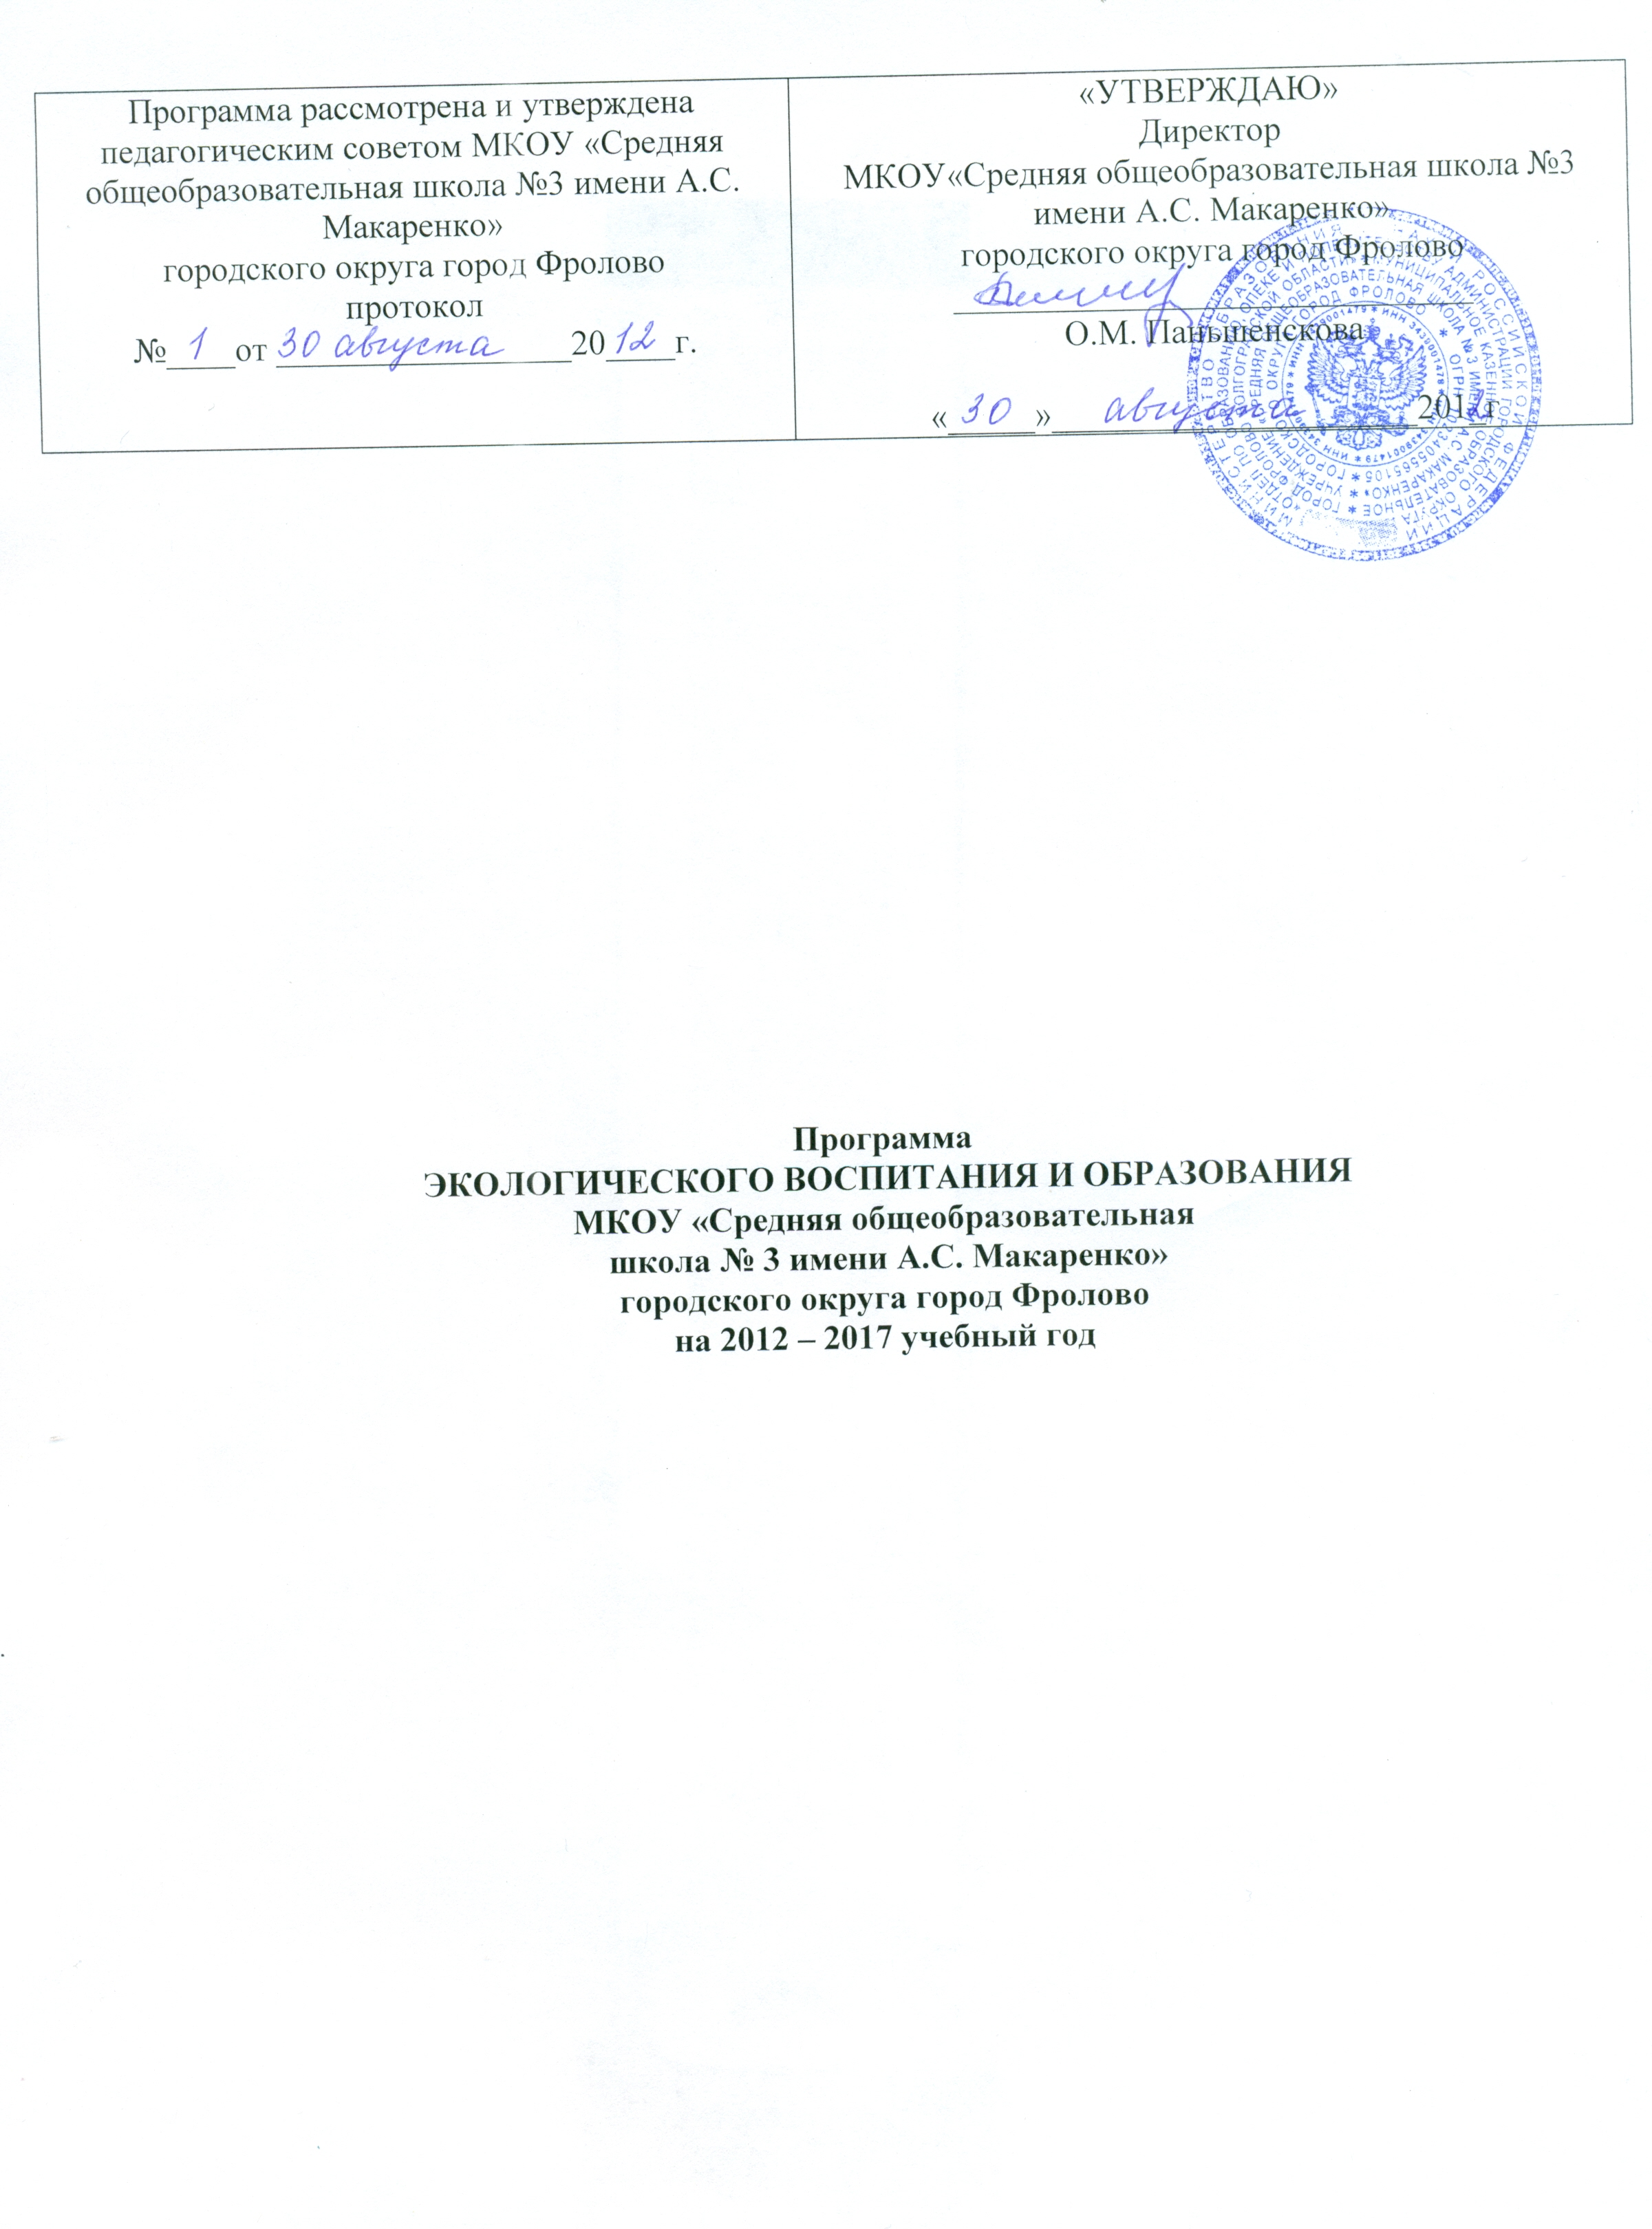 Программа рассмотрена и утверждена
педагогическим советом МКОУ «Средняя
общеобразовательная школа №3 имени А.С.
Макаренко»
городского округа город Фролово
протокол
№ 1 от 30 августа 2012 г.
«УТВЕРЖДАЮ»
Директор
МКОУ«Средняя общеобразовательная школа №3
имени А.С. Макаренко»
городского округа город Фролово
О.М. Паньшенскова
«30» августа 2012г
Программа
ЭКОЛОГИЧЕСКОГО ВОСПИТАНИЯ И ОБРАЗОВАНИЯ
МКОУ «Средняя общеобразовательная
школа № 3 имени А.С. Макаренко»
городского округа город Фролово
на 2012 – 2017 учебный год